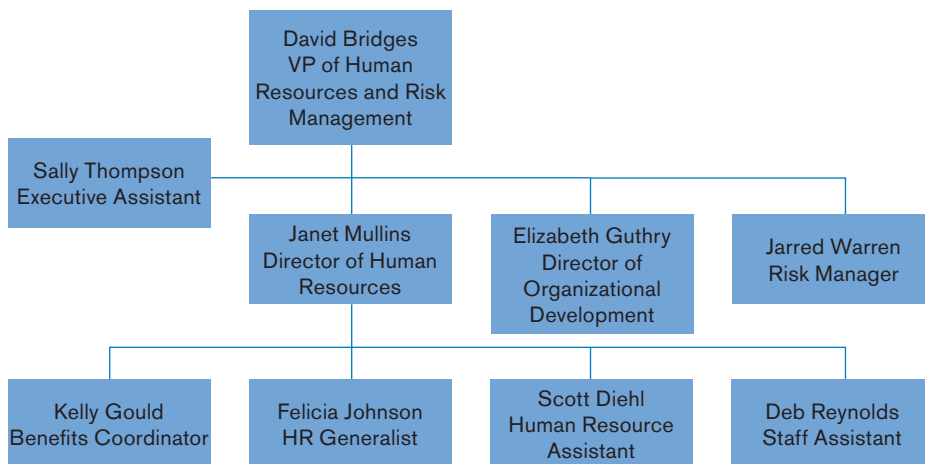 David Bridges
VP of Human
Resources and Risk
Management
Sally Thompson
Executive Assistant
Janet Mullins
Director of Human
Resources
Elizabeth Guthry
Director of
Organizational
Development
Jarred Warren
Risk Manager
Kelly Gould
Benefits Coordinator
Felicia Johnson
HR Generalist
Scott Diehl
Human Resource
Assistant
Deb Reynolds
Staff Assistant